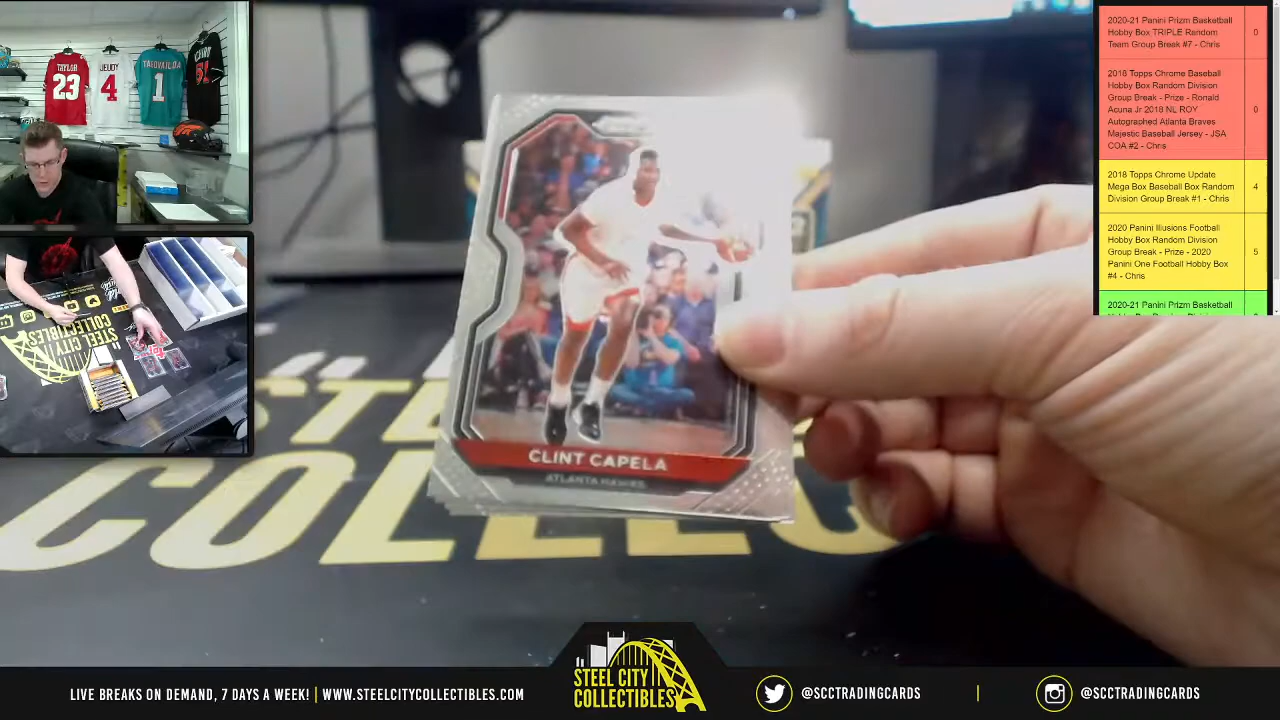 TAYLOR
23
JEUDY
4
TAGOVAILOA
1
51
STEEL CITY
COLLECTIBLES
CLINT CAPELA
ATLANTA HAWKS
2020-21 Panini Prizm Basketball
Hobby Box TRIPLE Random
Team Group Break #7 - Chris
0
2018 Topps Chrome Baseball
Hobby Box Random Division
Group Break - Prize - Ronald
Acuna Jr 2018 NL ROY
Autographed Atlanta Braves
Majestic Baseball Jersey - JSA
COA #2 - Chris
0
2018 Topps Chrome Update
Mega Box Baseball Box Random
Division Group Break #1 - Chris
4
2020 Panini Illusions Football
Hobby Box Random Division
Group Break - Prize - 2020
Panini One Football Hobby Box
#4 - Chris
5
2020-21 Panini Prizm Basketball
LIVE BREAKS ON DEMAND, 7 DAYS A WEEK! | WWW.STEELCITYCOLLECTIBLES.COM
STEEL CITY
COLLECTIBLES
@SCCTRADINGCARDS
@SCCTRADINGCARDS